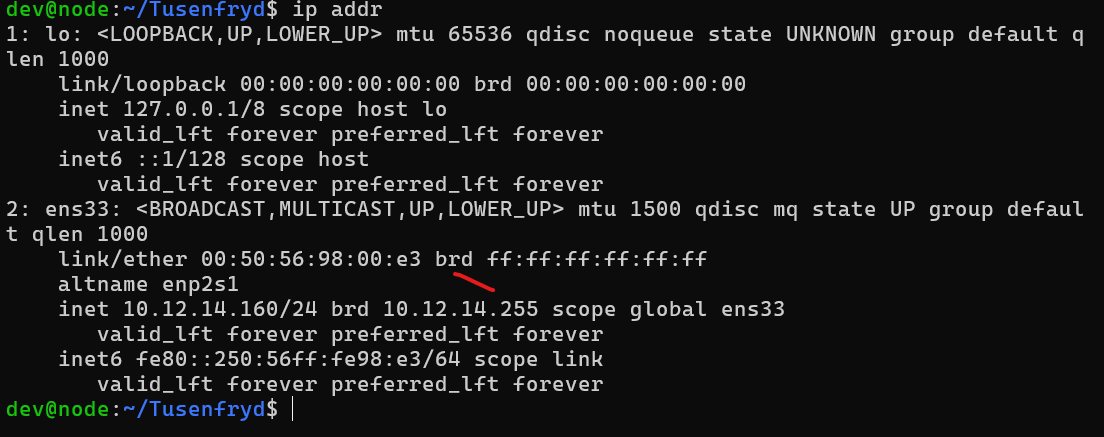 dev@node:~/Tusenfryd$ ip addr
1: lo: <LOOPBACK,UP,LOWER_UP> mtu 65536 qdisc noqueue state UNKNOWN group default q
len 1000
    link/loopback 00:00:00:00:00:00 brd 00:00:00:00:00:00
    inet 127.0.0.1/8 scope host lo
       valid_lft forever preferred_lft forever
    inet6 ::1/128 scope host
       valid_lft forever preferred_lft forever
2: ens33: <BROADCAST,MULTICAST,UP,LOWER_UP> mtu 1500 qdisc mq state UP group defaul
t qlen 1000
    link/ether 00:50:56:98:00:e3 brd ff:ff:ff:ff:ff:ff
    altname enp2s1
    inet 10.12.14.160/24 brd 10.12.14.255 scope global ens33
       valid_lft forever preferred_lft forever
    inet6 fe80::250:56ff:fe98:e3/64 scope link
       valid_lft forever preferred_lft forever
dev@node:~/Tusenfryd$